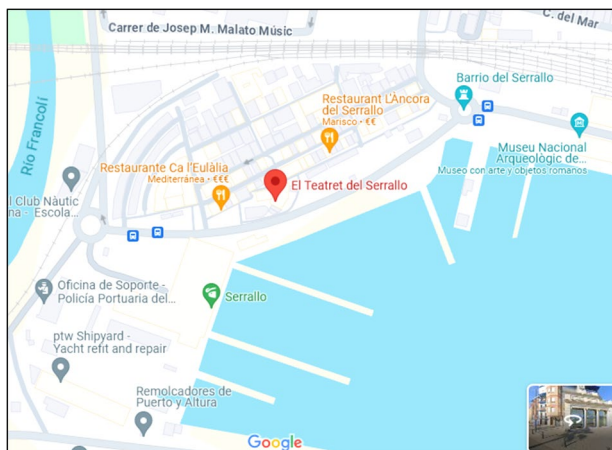 Carrer de Josep M. Malato Músic
C. del Mar
Río Francolí
Barrio del Serrallo
Restaurant L'Àncora
del Serrallo
Marisco • €€
Museu Nacional
Arqueològic de...
Museo con arte y objetos romanos
Restaurante Ca l'Eulàlia
Mediterránea • €€€
El Teatret del Serrallo
l Club Nàutic
na - Escola...
Oficina de Soporte -
Policía Portuaria del...
Serrallo
ptw Shipyard -
Yacht refit and repair
Remolcadores de
Puerto y Altura
Google